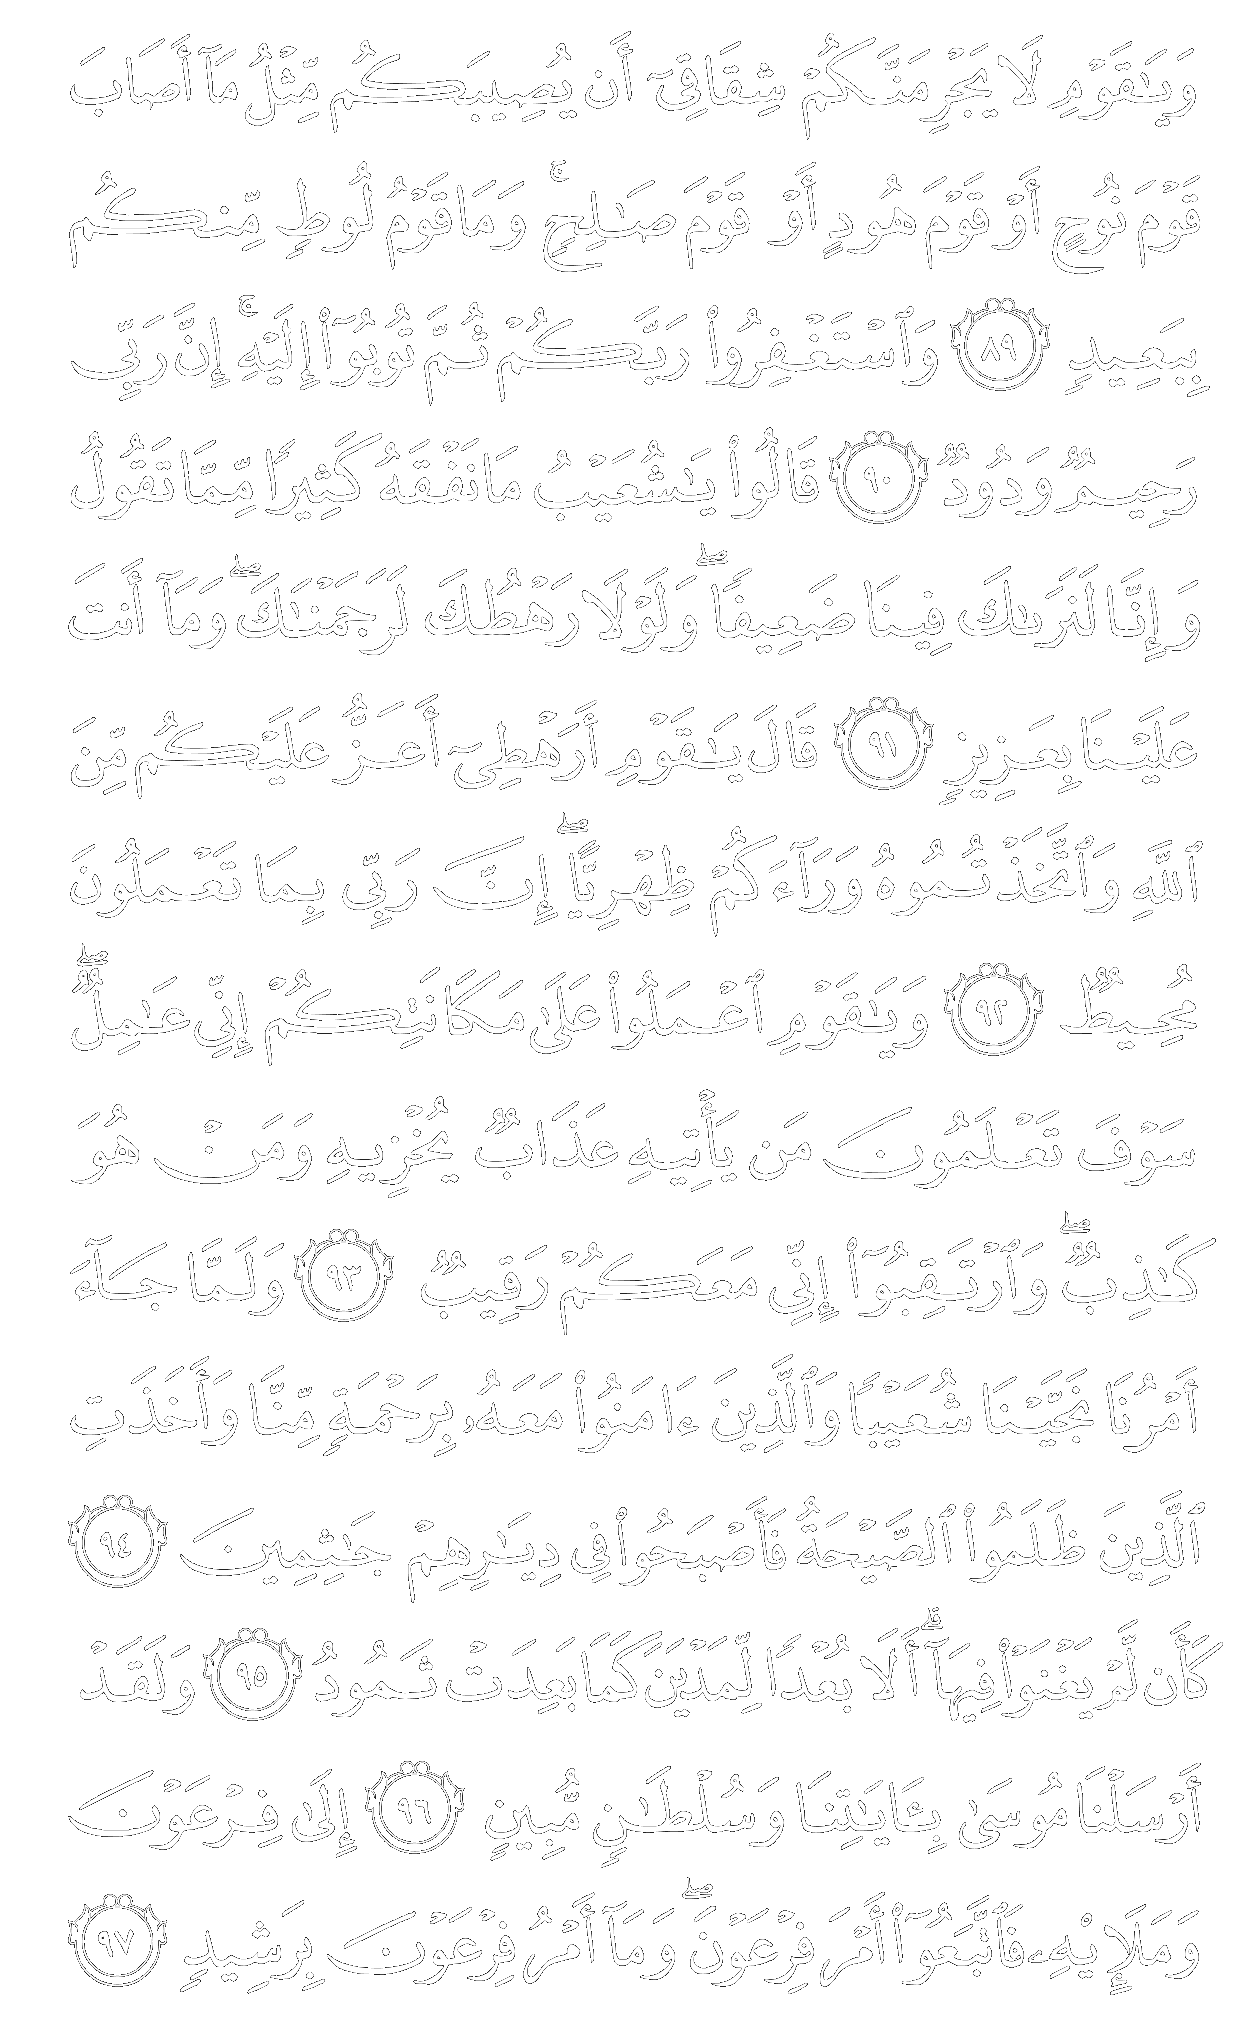 وَيَٰقَوْمِ لَا يَجْرِمَنَّكُمْ شِقَاقِىٓ أَن يُصِيبَكُم مِّثْلُ مَآ أَصَابَ
قَوْمَ نُوحٍ أَوْ قَوْمَ هُودٍ أَوْ قَوْمَ صَٰلِحٍ ۚ وَمَا قَوْمُ لُوطٍ مِّنكُم
بِبَعِيدٍ ٨٩ وَٱسْتَغْفِرُوا۟ رَبَّكُمْ ثُمَّ تُوبُوٓا۟ إِلَيْهِ ۚ إِنَّ رَبِّى
رَحِيمٌ وَدُودٌ ٩٠ قَالُوا۟ يَٰشُعَيْبُ مَا نَفْقَهُ كَثِيرًا مِّمَّا تَقُولُ
وَإِنَّا لَنَرَىٰكَ فِينَا ضَعِيفًا ۖ وَلَوْلَا رَهْطُكَ لَرَجَمْنَٰكَ ۖ وَمَآ أَنتَ
عَلَيْنَا بِعَزِيزٍ ٩١ قَالَ يَٰقَوْمِ أَرَهْطِىٓ أَعَزُّ عَلَيْكُم مِّنَ
ٱللَّهِ وَٱتَّخَذْتُمُوهُ وَرَآءَكُمْ ظِهْرِيًّا ۖ إِنَّ رَبِّى بِمَا تَعْمَلُونَ
مُحِيطٌ ٩٢ وَيَٰقَوْمِ ٱعْمَلُوا۟ عَلَىٰ مَكَانَتِكُمْ إِنِّى عَٰمِلٌ ۖ
سَوْفَ تَعْلَمُونَ مَن يَأْتِيهِ عَذَابٌ يُخْزِيهِ وَمَنْ هُوَ
كَٰذِبٌ ۖ وَٱرْتَقِبُوٓا۟ إِنِّى مَعَكُمْ رَقِيبٌ ٩٣ وَلَمَّا جَآءَ
أَمْرُنَا نَجَّيْنَا شُعَيْبًا وَٱلَّذِينَ ءَامَنُوا۟ مَعَهُۥ بِرَحْمَةٍ مِّنَّا وَأَخَذَتِ
ٱلَّذِينَ ظَلَمُوا۟ ٱلصَّيْحَةُ فَأَصْبَحُوا۟ فِى دِيَٰرِهِمْ جَٰثِمِينَ ٩٤
كَأَن لَّمْ يَغْنَوْا۟ فِيهَآ ۗ أَلَا بُعْدًا لِّمَدْيَنَ كَمَا بَعِدَتْ ثَمُودُ ٩٥ وَلَقَدْ
أَرْسَلْنَا مُوسَىٰ بِـَٔايَٰتِنَا وَسُلْطَٰنٍ مُّبِينٍ ٩٦ إِلَىٰ فِرْعَوْنَ
وَمَلَإِي۟هِۦ فَٱتَّبَعُوٓا۟ أَمْرَ فِرْعَوْنَ ۖ وَمَآ أَمْرُ فِرْعَوْنَ بِرَشِيدٍ ٩٧